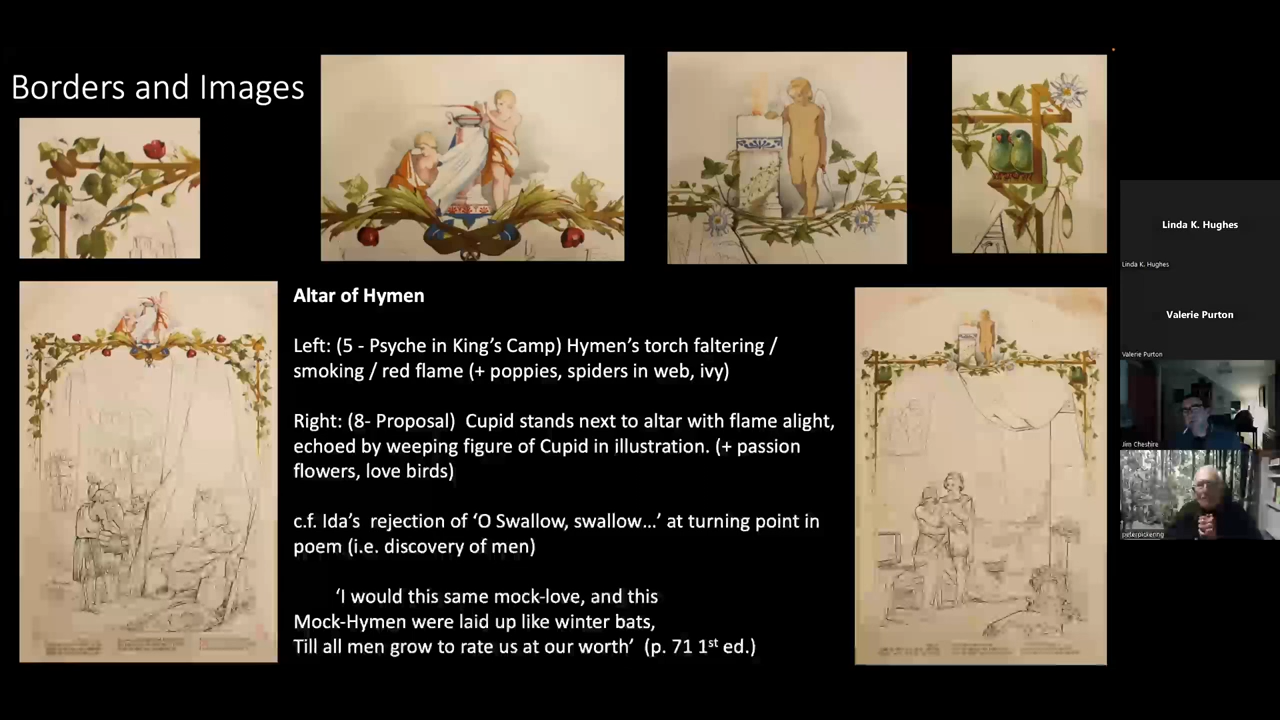 Borders and Images
Altar of Hymen
Left: (5 - Psyche in King's Camp) Hymen's torch faltering /
smoking / red flame (+ poppies, spiders in web, ivy)
Right: (8- Proposal)  Cupid stands next to altar with flame alight,
echoed by weeping figure of Cupid in illustration. (+ passion
flowers, love birds)
c.f. Ida's  rejection of 'O Swallow, swallow...' at turning point in
poem (i.e. discovery of men)
'I would this same mock-love, and this
Mock-Hymen were laid up like winter bats,
Till all men grow to rate us at our worth'  (p. 71 1st ed.)
Linda K. Hughes
Linda K. Hughes
Valerie Purton
Valerie Purton
Jim Cheshire
peterpickering